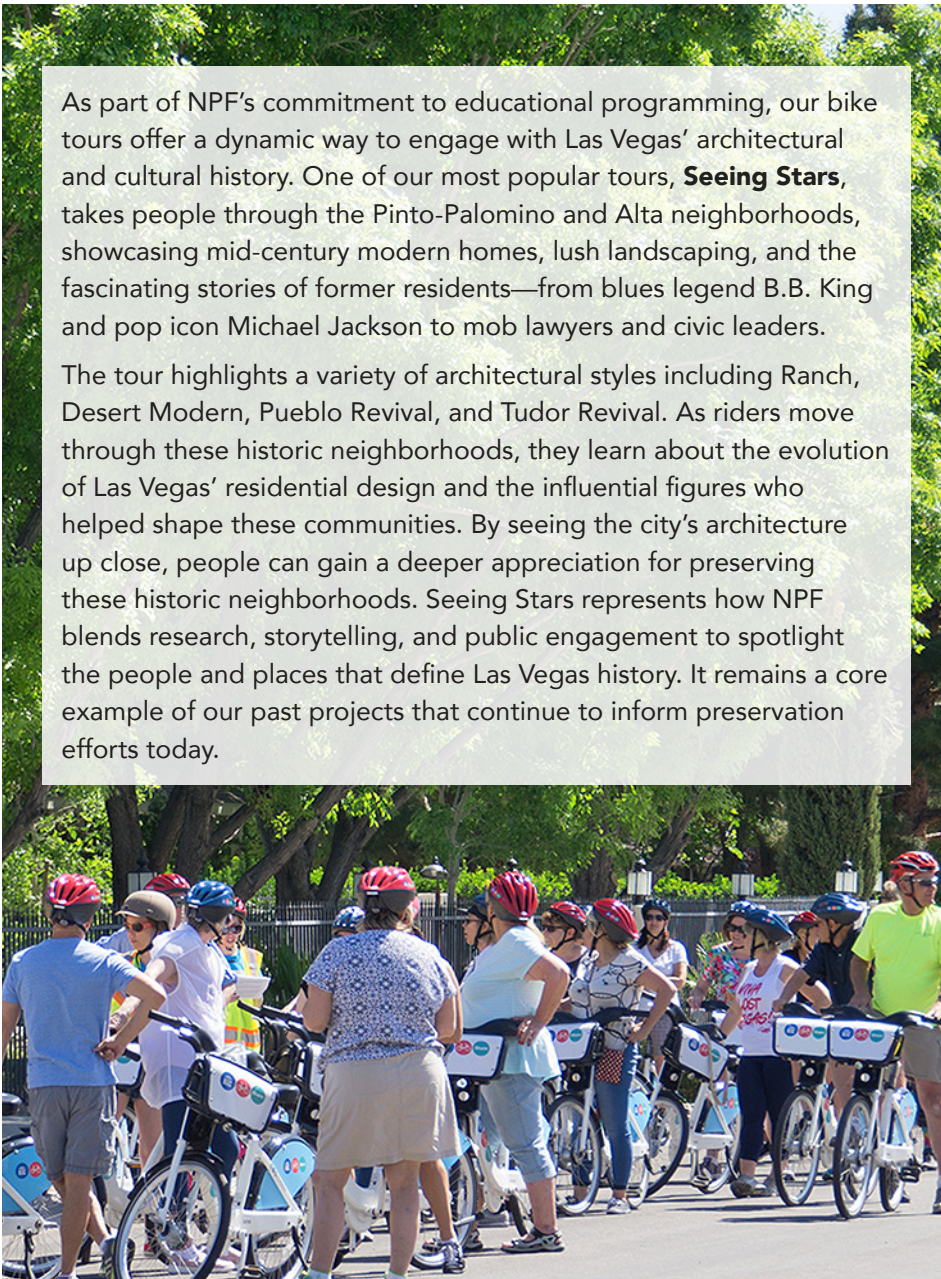 As part of NPF’s commitment to educational programming, our bike
tours offer a dynamic way to engage with Las Vegas’ architectural
and cultural history. One of our most popular tours, Seeing Stars,
takes people through the Pinto-Palomino and Alta neighborhoods,
showcasing mid-century modern homes, lush landscaping, and the
fascinating stories of former residents—from blues legend B.B. King
and pop icon Michael Jackson to mob lawyers and civic leaders.
The tour highlights a variety of architectural styles including Ranch,
Desert Modern, Pueblo Revival, and Tudor Revival. As riders move
through these historic neighborhoods, they learn about the evolution
of Las Vegas’ residential design and the influential figures who
helped shape these communities. By seeing the city’s architecture
up close, people can gain a deeper appreciation for preserving
these historic neighborhoods. Seeing Stars represents how NPF
blends research, storytelling, and public engagement to spotlight
the people and places that define Las Vegas history. It remains a core
example of our past projects that continue to inform preservation
efforts today.
VIVA